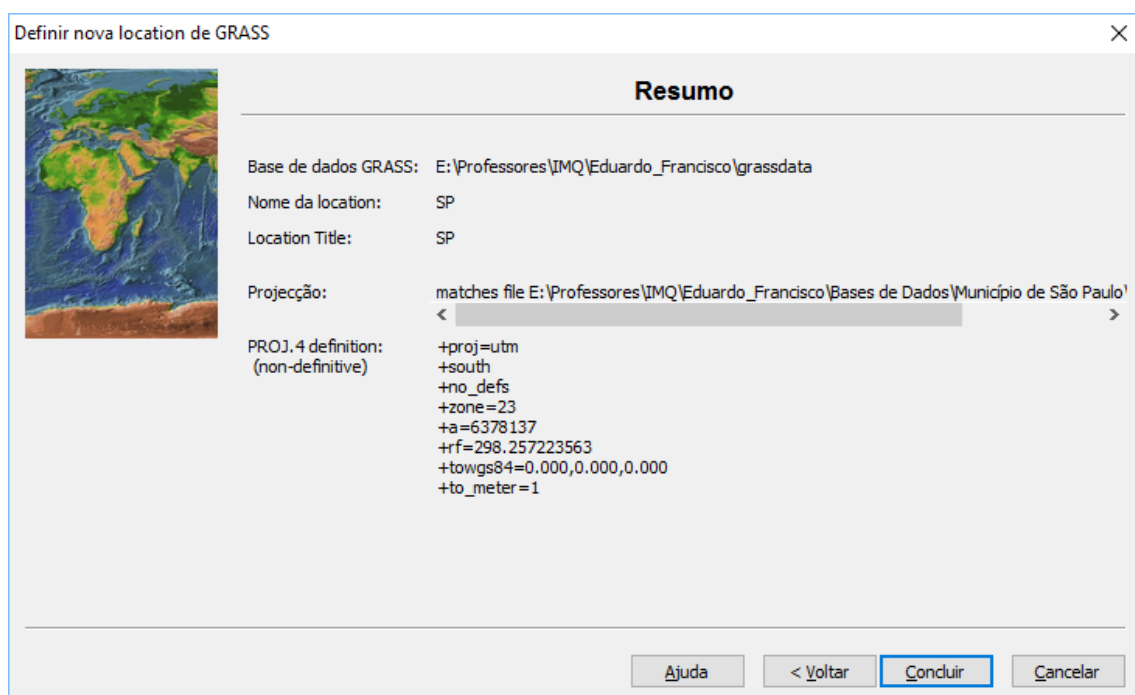 Definir nova location de GRASS
Resumo
Base de dados GRASS: E:\Professores\IMQ\Eduardo_Francisco\grassdata
Nome da location: SP
Location Title: SP
Projecção: matches file E:\Professores\IMQ\Eduardo_Francisco\Bases de Dados\Município de São Paulo\
PROJ.4 definition: +proj=utm
(non-definitive) +south
+no_defs
+zone=23
+a=6378137
+rf=298.257223563
+towgs84=0.000,0.000,0.000
+to_meter=1
Ajuda < Voltar Concluir Cancelar